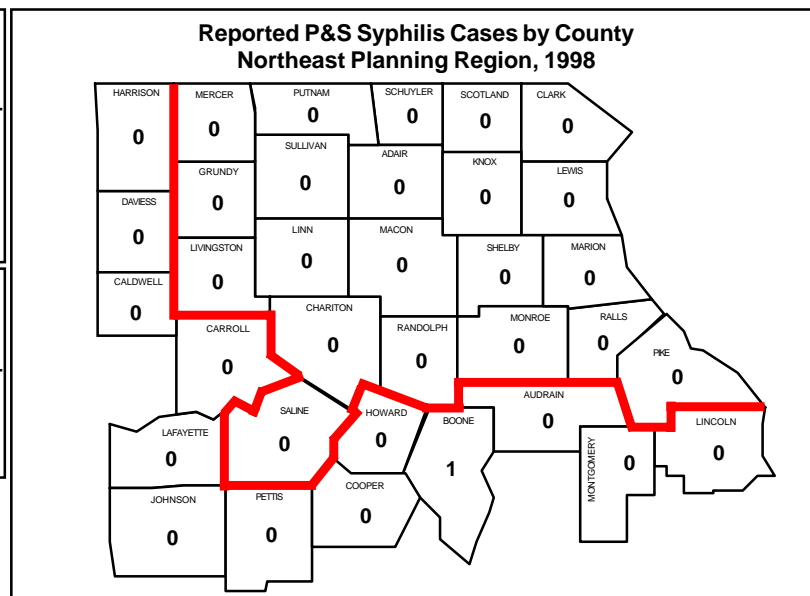 Reported P&S Syphilis Cases by County
Northeast Planning Region, 1998
HARRISON
0
MERCER
0
PUTNAM
0
SCHUYLER
0
SCOTLAND
0
CLARK
0
SULLIVAN
0
ADAIR
0
KNOX
0
LEWIS
0
GRUNDY
0
DAVIESS
0
LINN
0
MACON
0
SHELBY
0
MARION
0
LIVINGSTON
0
CALDWELL
0
CHARITON
0
CARROLL
0
RANDOLPH
0
MONROE
0
RALLS
0
PIKE
0
LAFAYETTE
0
SALINE
0
HOWARD
0
BOONE
1
AUDRAIN
0
MONTGOMERY
0
LINCOLN
0
JOHNSON
0
PETTIS
0
COOPER
0